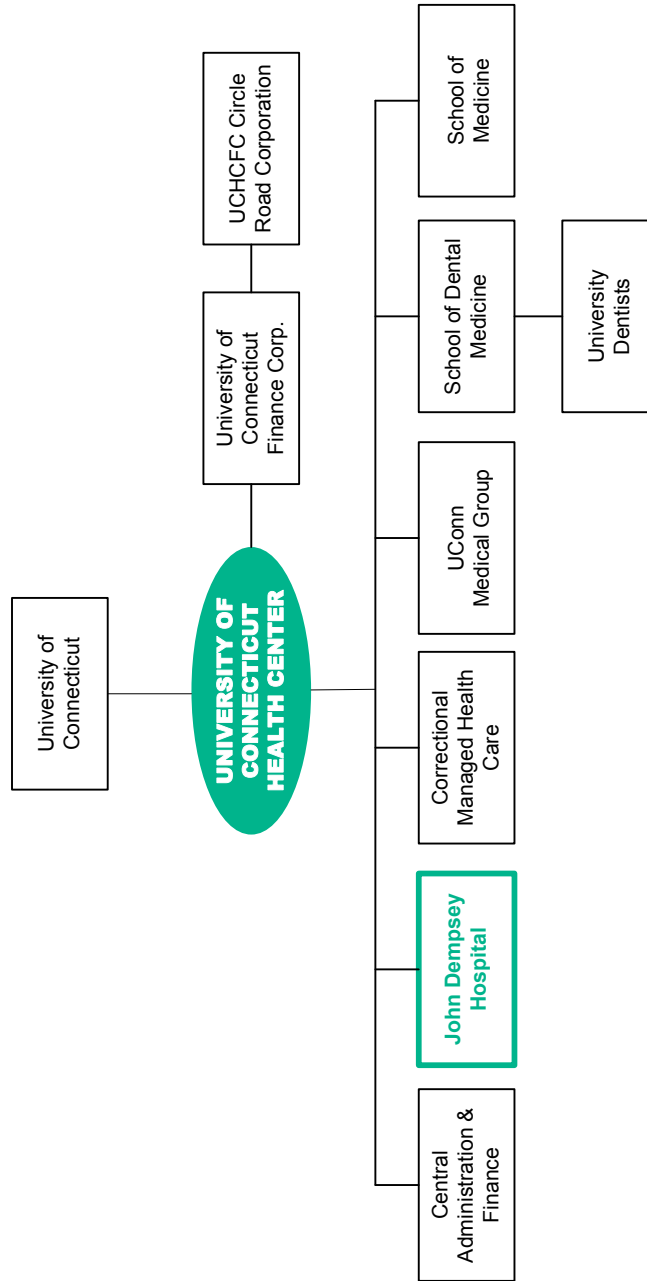 University of
Connecticut
UNIVERSITY OF
CONNECTICUT
HEALTH CENTER
University of
Connecticut
Finance Corp.
UCHCFC Circle
Road Corporation
Central
Administration &
Finance
John Dempsey
Hospital
Correctional
Managed Health
Care
UConn
Medical Group
School of Dental
Medicine
School of
Medicine
University
Dentists